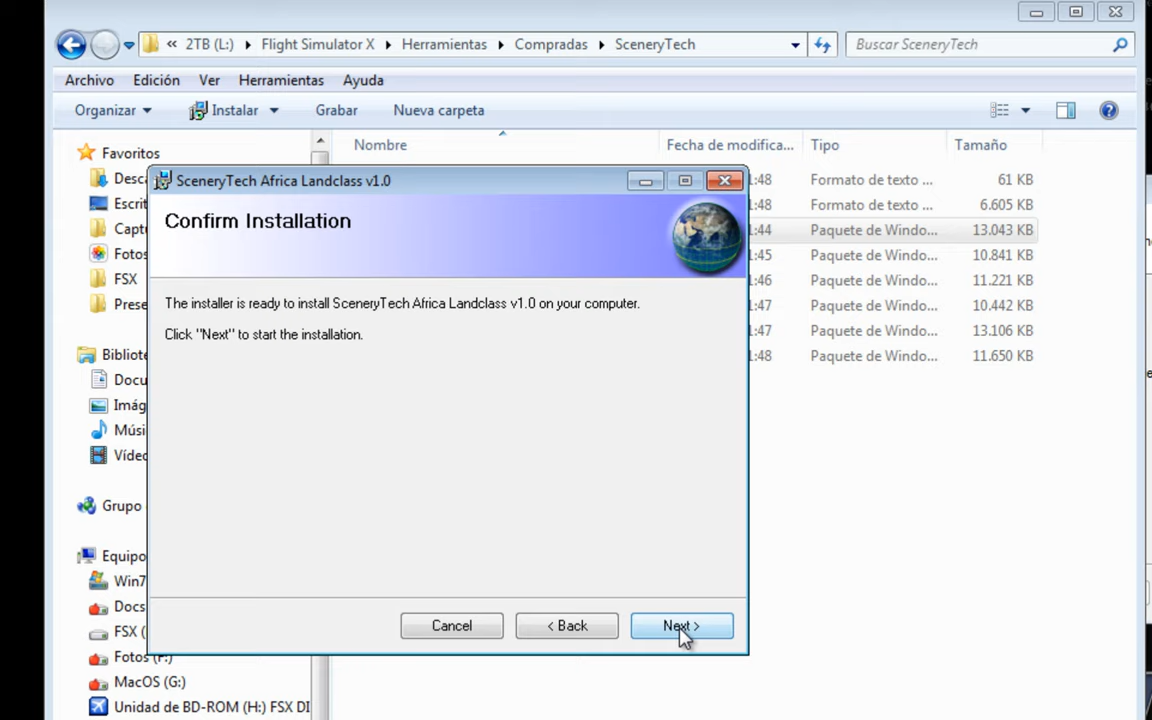 « 2TB (L:) Flight Simulator X Herramientas Compradas SceneryTech Buscar SceneryTech
Archivo Edición Ver Herramientas Ayuda
Organizar Instalar Grabar Nueva carpeta
Favoritos Nombre Fecha de modifica... Tipo Tamaño
SceneryTech Africa Landclass v1.0
Confirm Installation
The installer is ready to install SceneryTech Africa Landclass v1.0 on your computer.
Click "Next" to start the installation.
Cancel < Back Next >
Desc
Escrit
Capt
Fotos
FSX
Prese
Bibliote
Docu
Imág
Músi
Vídeo
Grupo
Equipo
Win7
Docs
FSX (
Fotos (F:)
MacOS (G:)
Unidad de BD-ROM (H:) FSX DI
:48 Formato de texto ... 61 KB
:48 Formato de texto ... 6.605 KB
:44 Paquete de Windo... 13.043 KB
:45 Paquete de Windo... 10.841 KB
:46 Paquete de Windo... 11.221 KB
:47 Paquete de Windo... 10.442 KB
:47 Paquete de Windo... 13.106 KB
:48 Paquete de Windo... 11.650 KB